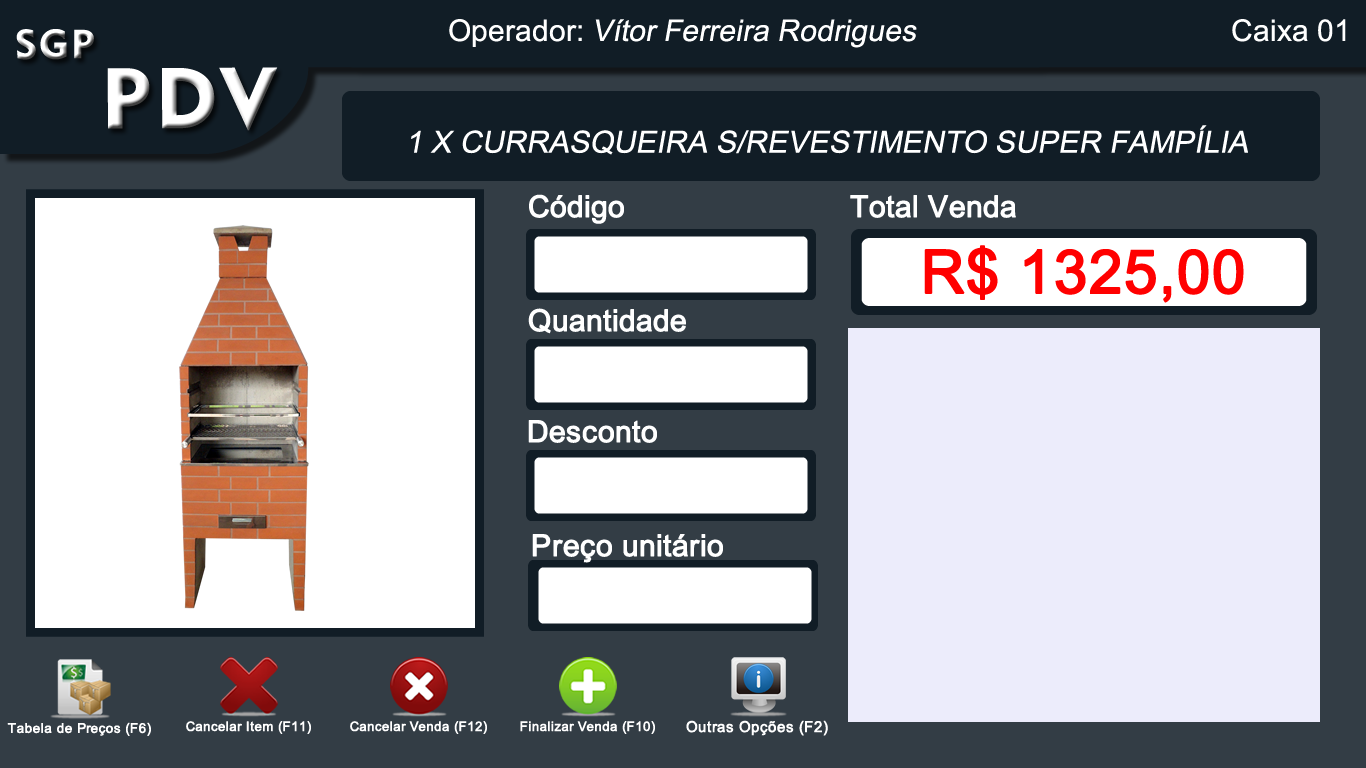 SGP
PDV
Operador: Vítor Ferreira Rodrigues
Caixa 01
1 X CURRASQUEIRA S/REVESTIMENTO SUPER FAMPÍLIA
Código
Total Venda
R$ 1325,00
Quantidade
Desconto
Preço unitário
Tabela de Preços (F6)
Cancelar Item (F11)
Cancelar Venda (F12)
Finalizar Venda (F10)
Outras Opções (F2)